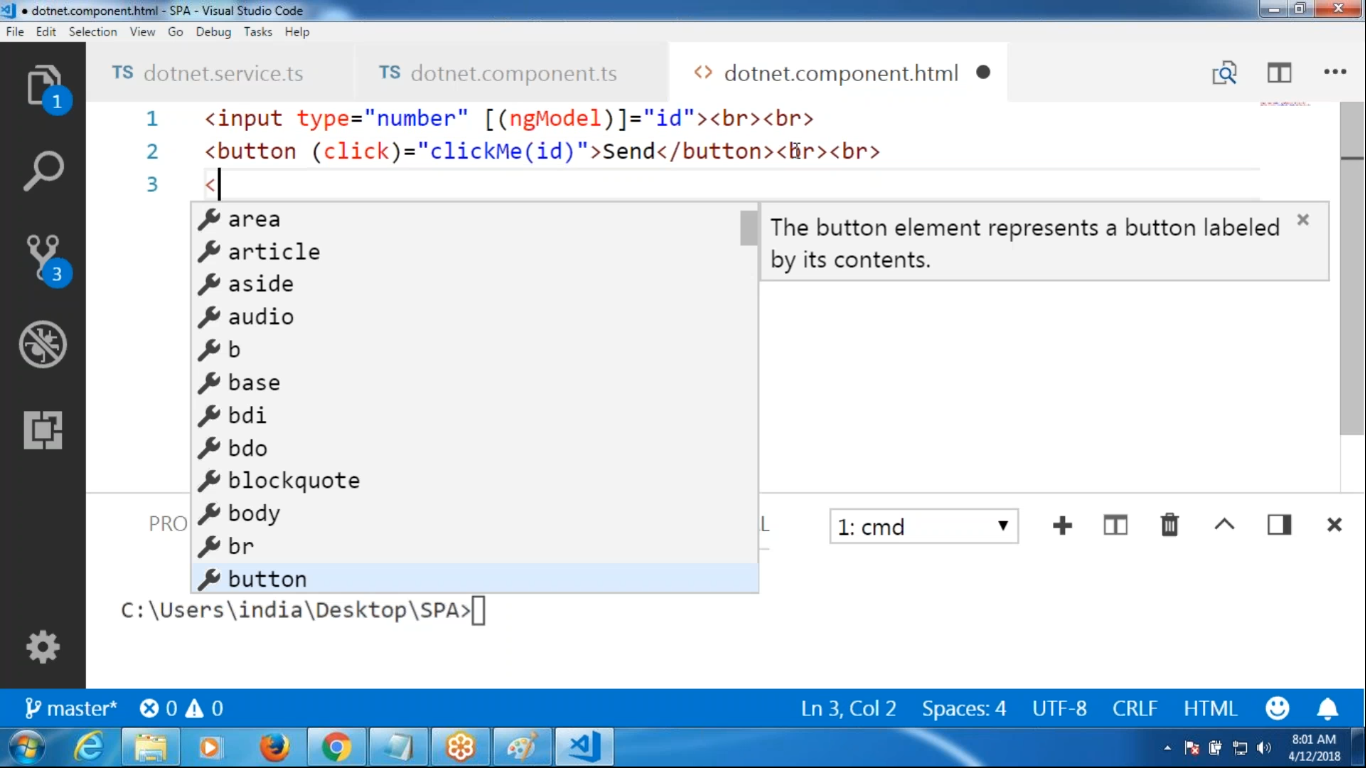 dotnet.component.html - SPA - Visual Studio Code
File Edit Selection View Go Debug Tasks Help
1
3
TS dotnet.service.ts TS dotnet.component.ts <> dotnet.component.html
1 <input type="number" [(ngModel)]="id"><br><br>
2 <button (click)="clickMe(id)">Send</button><br><br>
3 <
area
article
aside
audio
b
base
bdi
bdo
blockquote
body
br
button
The button element represents a button labeled
by its contents.
PRO L 1: cmd
C:\Users\india\Desktop\SPA>
master* 0 0 Ln 3, Col 2 Spaces: 4 UTF-8 CRLF HTML
8:01 AM
4/12/2018